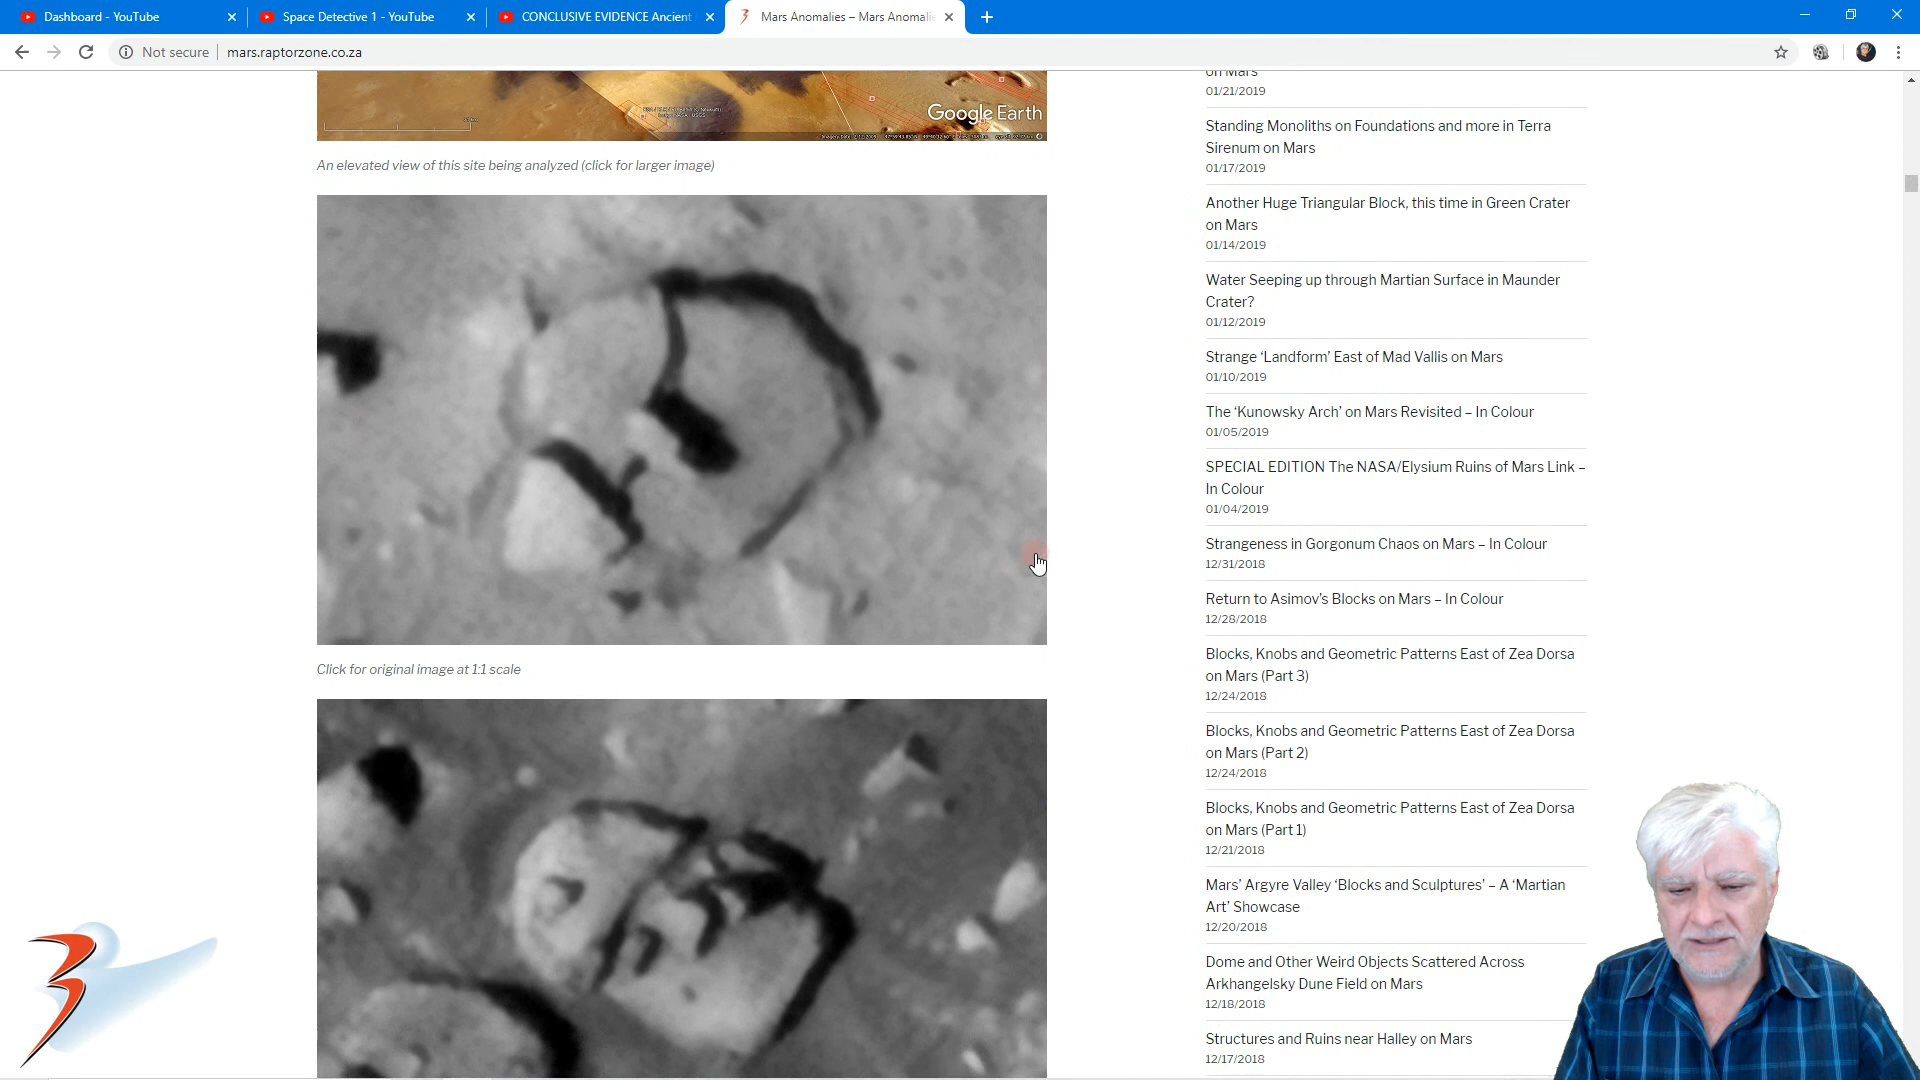 Dashboard - YouTube
Space Detective 1 - YouTube
CONCLUSIVE EVIDENCE Ancient
Mars Anomalies – Mars Anomalie
Not secure
mars.raptorzone.co.za
Google Earth
An elevated view of this site being analyzed (click for larger image)
Click for original image at 1:1 scale
on Mars
01/21/2019
Standing Monoliths on Foundations and more in Terra
Sirenum on Mars
01/17/2019
Another Huge Triangular Block, this time in Green Crater
on Mars
01/14/2019
Water Seeping up through Martian Surface in Maunder
Crater?
01/12/2019
Strange ‘Landform’ East of Mad Vallis on Mars
01/10/2019
The ‘Kunowsky Arch’ on Mars Revisited – In Colour
01/05/2019
SPECIAL EDITION The NASA/Elysium Ruins of Mars Link –
In Colour
01/04/2019
Strangeness in Gorgonum Chaos on Mars – In Colour
12/31/2018
Return to Asimov’s Blocks on Mars – In Colour
12/28/2018
Blocks, Knobs and Geometric Patterns East of Zea Dorsa
on Mars (Part 3)
12/24/2018
Blocks, Knobs and Geometric Patterns East of Zea Dorsa
on Mars (Part 2)
12/24/2018
Blocks, Knobs and Geometric Patterns East of Zea Dorsa
on Mars (Part 1)
12/21/2018
Mars’ Argyre Valley ‘Blocks and Sculptures’ – A ‘Martian
Art’ Showcase
12/20/2018
Dome and Other Weird Objects Scattered Across
Arkhangelsky Dune Field on Mars
12/18/2018
Structures and Ruins near Halley on Mars
12/17/2018